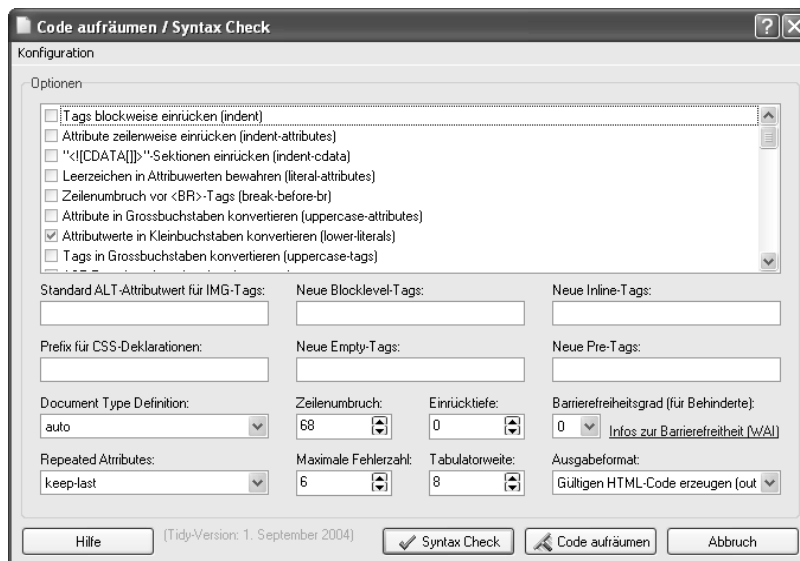 Code aufräumen / Syntax Check
Konfiguration
Optionen
Tags blockweise einrücken (indent)
Attribute zeilenweise einrücken (indent-attributes)
"<![CDATA[]]>"-Sektionen einrücken (indent-cdata)
Leerzeichen in Attribuwerten bewahren (literal-attributes)
Zeilenumbruch vor <BR>-Tags (break-before-br)
Attribute in Grossbuchstaben konvertieren (uppercase-attributes)
Attributwerte in Kleinbuchstaben konvertieren (lower-literals)
Tags in Grossbuchstaben konvertieren (uppercase-tags)
Standard ALT-Attributwert für IMG-Tags: Neue Blocklevel-Tags: Neue Inline-Tags:
Prefix für CSS-Deklarationen: Neue Empty-Tags: Neue Pre-Tags:
Document Type Definition: Zeilenumbruch: Einrücktiefe: Barrierefreiheitsgrad (für Behinderte):
auto 68 0 0 Infos zur Barrierefreitheit (WAI)
Repeated Attributes: Maximale Fehlerzahl: Tabulatorweite: Ausgabeformat:
keep-last 6 8 Gültigen HTML-Code erzeugen (out
Hilfe (Tidy-Version: 1. September 2004) Syntax Check Code aufräumen Abbruch